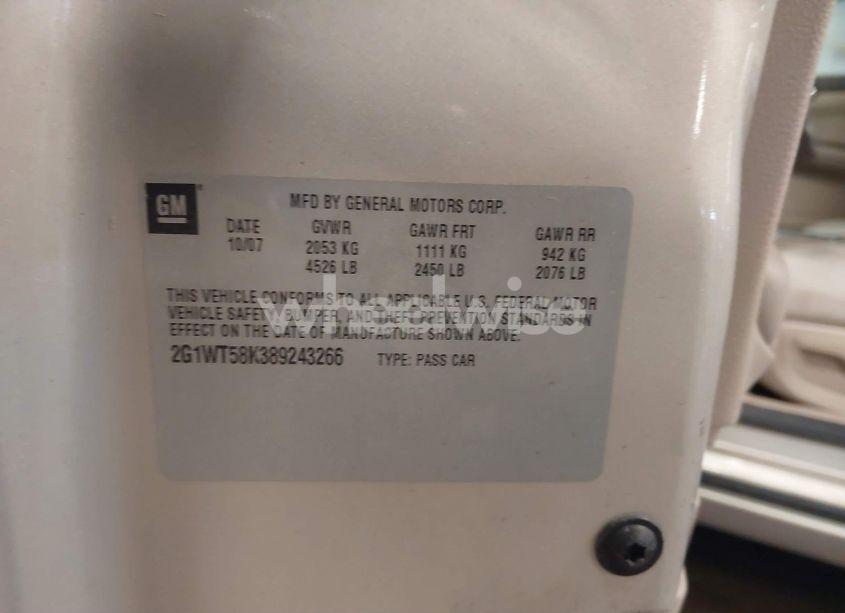 GM
MFD BY GENERAL MOTORS CORP.
DATE GVWR GAWR FRT GAWR RR
10/07 2053 KG 1111 KG 942 KG
4526 LB 2450 LB 2076 LB
THIS VEHICLE CONFORMS TO ALL APPLICABLE U.S. FEDERAL MOTOR
VEHICLE SAFETY, BUMPER, AND THEFT PREVENTION STANDARDS IN
EFFECT ON THE DATE OF MANUFACTURE SHOWN ABOVE.
2G1WT58K389243266 TYPE: PASS CAR